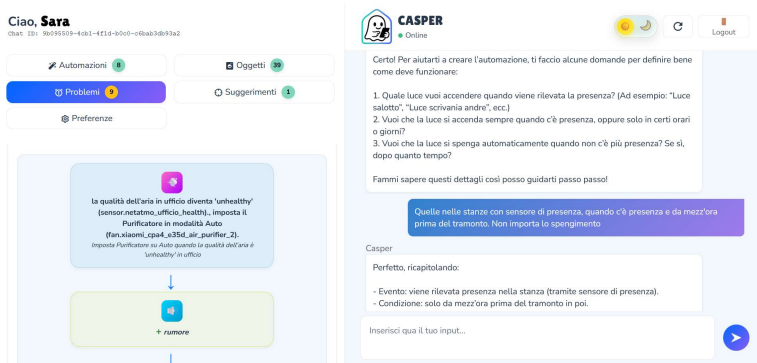 Ciao, Sara
Chat ID: 9b095509-4cb1-4f1d-b0c0-c6bab3db93a2
Automazioni 8
Oggetti 39
Problemi 9
Suggerimenti 1
Preferenze
la qualità dell'aria in ufficio diventa 'unhealthy'
(sensor.netatmo_ufficio_health)., imposta il
Purificatore in modalità Auto
(fan.xiaomi_cpa4_e35d_air_purifier_2).
Imposta Purificatore su Auto quando la qualità dell'aria è
'unhealthy' in ufficio
+ rumore
CASPER
Online
Logout
Certo! Per aiutarti a creare l'automazione, ti faccio alcune domande per definire bene
come deve funzionare:
1. Quale luce vuoi accendere quando viene rilevata la presenza? (Ad esempio: "Luce
salotto", "Luce scrivania andre", ecc.)
2. Vuoi che la luce si accenda sempre quando c'è presenza, oppure solo in certi orari
o giorni?
3. Vuoi che la luce si spenga automaticamente quando non c'è più presenza? Se sì,
dopo quanto tempo?
Fammi sapere questi dettagli così posso guidarti passo passo!
Quelle nelle stanze con sensore di presenza, quando c'è presenza e da mezz'ora
prima del tramonto. Non importa lo spengimento
Casper
Perfetto, ricapitolando:
- Evento: viene rilevata presenza nella stanza (tramite sensore di presenza).
- Condizione: solo da mezz'ora prima del tramonto in poi.
Inserisci qua il tuo input...